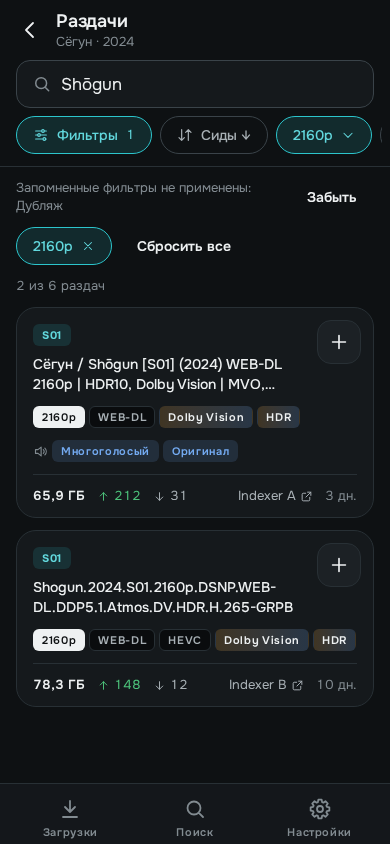 Раздачи
Сёгун · 2024
Shōgun
Фильтры 1
Сиды ↓
2160p
Запомненные фильтры не применены:
Дубляж
Забыть
2160p ×
Сбросить все
2 из 6 раздач
S01
Сёгун / Shōgun [S01] (2024) WEB-DL
2160p | HDR10, Dolby Vision | MVO,...
2160p WEB-DL Dolby Vision HDR
Многоголосый Оригинал
65,9 ГБ ↑ 212 ↓ 31 Indexer A 3 дн.
S01
Shogun.2024.S01.2160p.DSNP.WEB-
DL.DDP5.1.Atmos.DV.HDR.H.265-GRPB
2160p WEB-DL HEVC Dolby Vision HDR
78,3 ГБ ↑ 148 ↓ 12 Indexer B 10 дн.
Загрузки Поиск Настройки